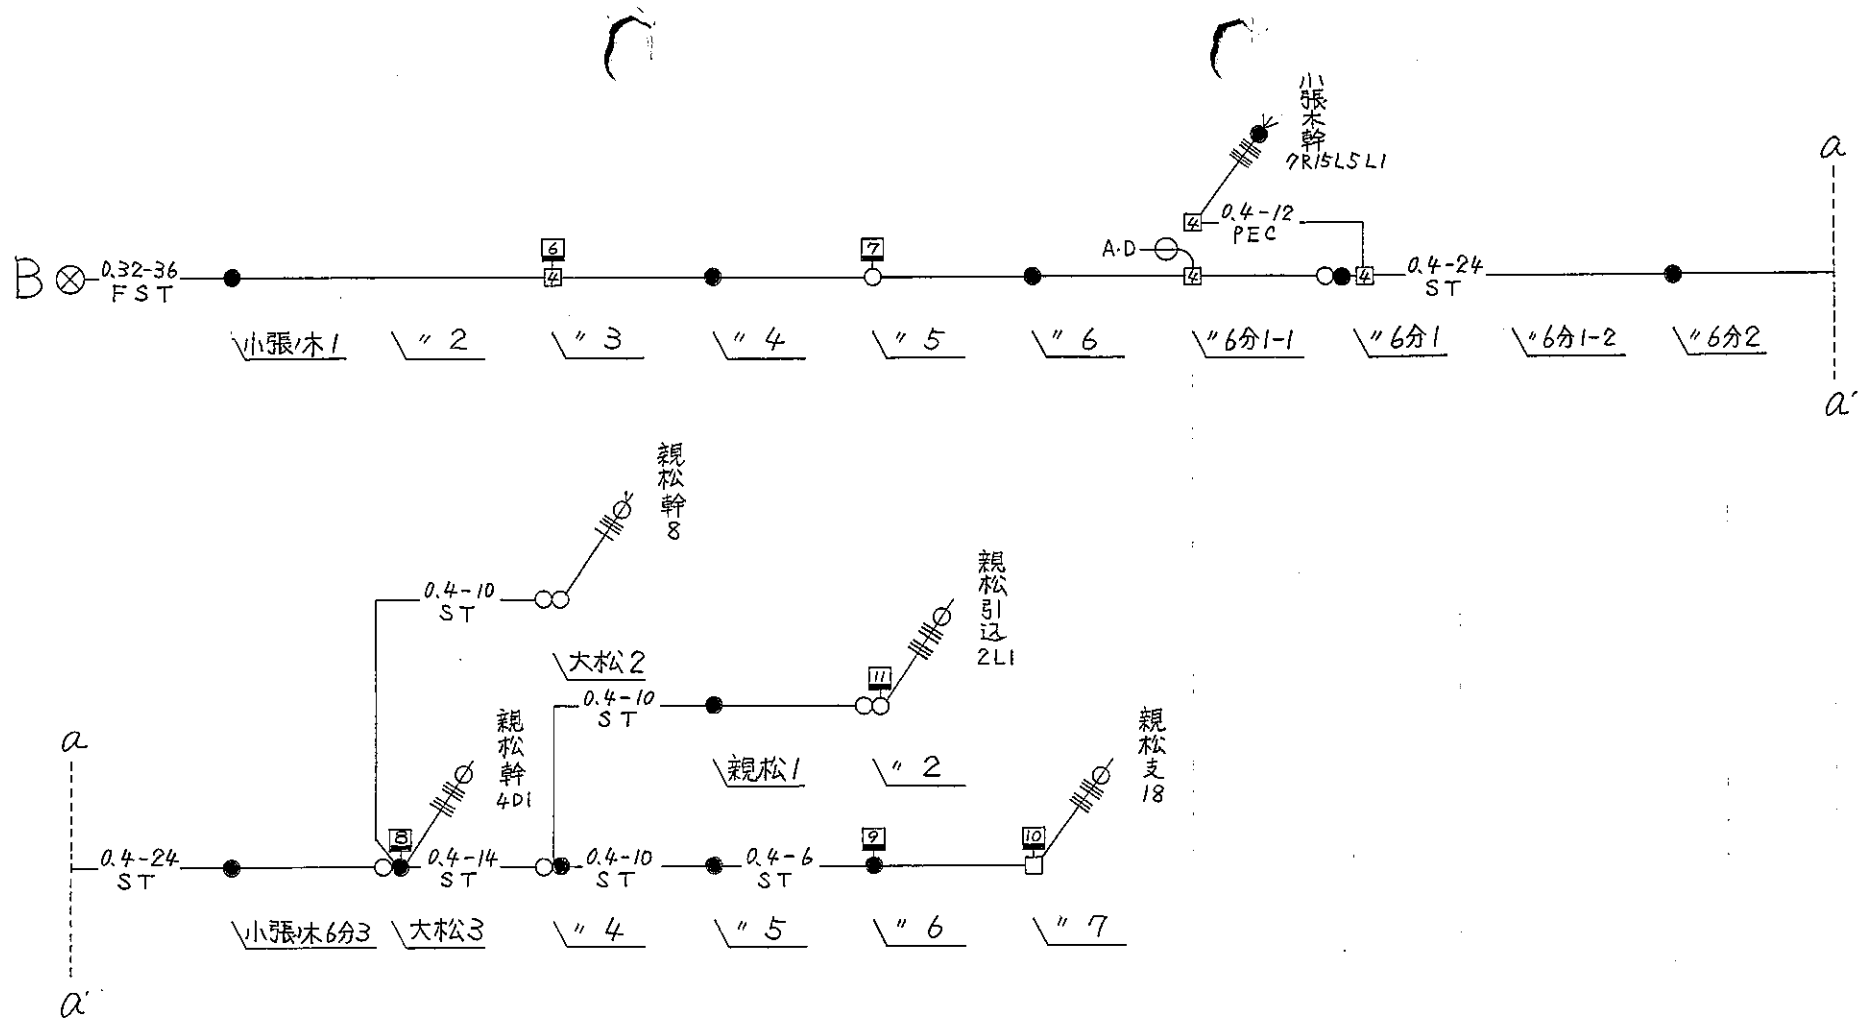 小張木幹
7R15L5L1
a
4
0.4-12
PEC
6
7
A·D
B
0.32-36
FST
4
4
4
0.4-24
ST
小張木1
〃2
〃3
〃4
〃5
〃6
〃6分1-1
〃6分1
〃6分1-2
〃6分2
a'
親松幹8
0.4-10
ST
親松引込
2L1
大松2
0.4-10
ST
11
親松幹
4D1
親松支
18
a
親松1
〃2
8
9
10
0.4-24
ST
0.4-14
ST
0.4-10
ST
0.4-6
ST
小張木6分3
大松3
〃4
〃5
〃6
〃7
a'